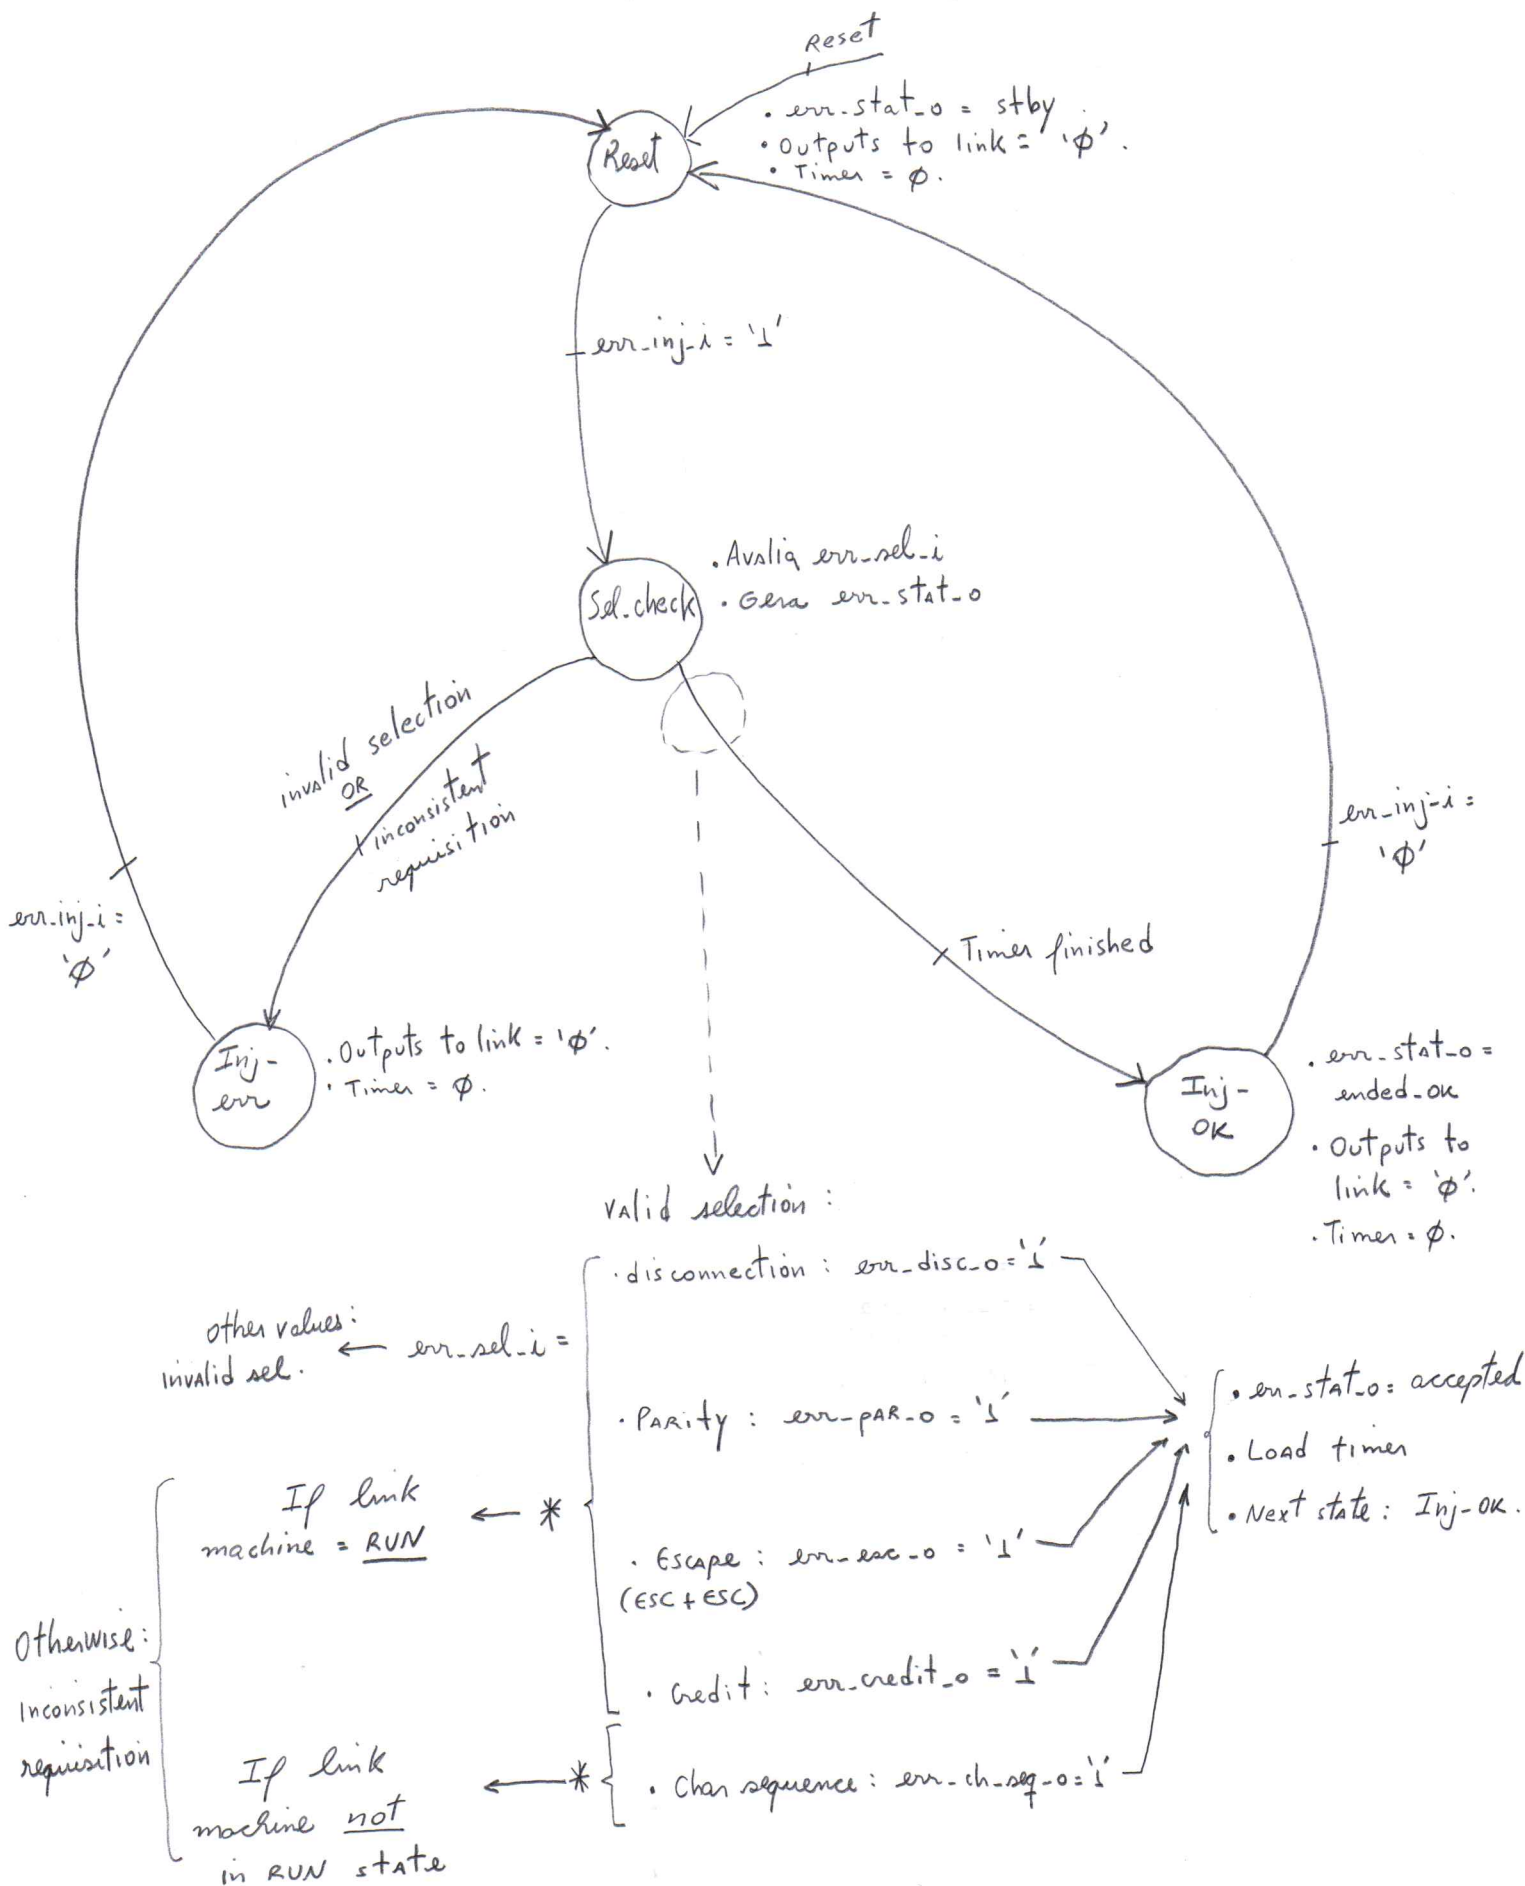 Reset
. err_stat_o = stby
. Outputs to link = 'φ'.
. Timer = φ.
Reset
err_inj_i = '1'
. Avalia err_sel_i
. Gera err_stat_o
Sel_check
invalid selection
OR
inconsistent
requisition
err_inj_i =
'φ'
err_inj_i =
'φ'
Timer finished
Inj-
err
. Outputs to link = 'φ'.
. Timer = φ.
Inj-
OK
. err_stat_o =
ended_ok
. Outputs to
link = 'φ'.
. Timer = φ.
Valid selection :
. disconnection : err_disc_o = '1'
Other values:
invalid sel.
← err_sel_i =
. Parity : err_par_o = '1'
. err_stat_o = accepted
. Load timer
. Next state : Inj-OK.
If link
machine = RUN
← *
. Escape : err_esc_o = '1'
(ESC + ESC)
Otherwise:
inconsistent
requisition
. Credit : err_credit_o = '1'
If link
machine not
in RUN state
← *
. Char sequence : err_ch_seq_o = '1'